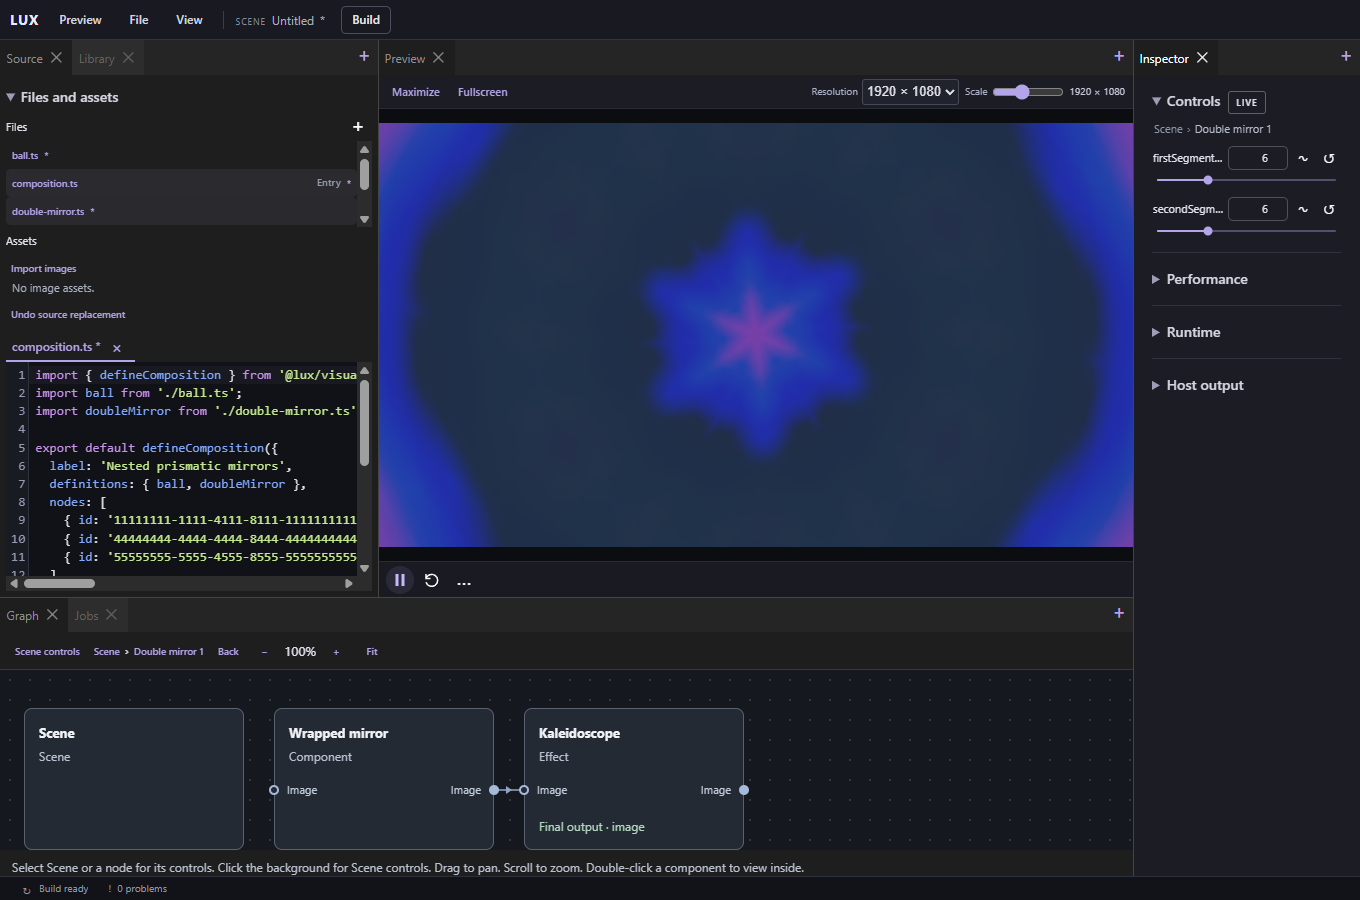 LUX Preview File View SCENE Untitled * Build
Source Library
Files and assets
Files
ball.ts *
composition.ts Entry *
double-mirror.ts *
Assets
Import images
No image assets.
Undo source replacement
composition.ts *
1 import { defineComposition } from '@lux/visua
2 import ball from './ball.ts';
3 import doubleMirror from './double-mirror.ts'
4
5 export default defineComposition({
6 label: 'Nested prismatic mirrors',
7 definitions: { ball, doubleMirror },
8 nodes: [
9 { id: '11111111-1111-4111-8111-1111111111
10 { id: '44444444-4444-4444-8444-4444444444
11 { id: '55555555-5555-4555-8555-5555555555
12 ]
Preview
Maximize Fullscreen Resolution 1920 × 1080 Scale 1920 × 1080
...
Inspector
Controls LIVE
Scene › Double mirror 1
firstSegment... 6
secondSegm... 6
Performance
Runtime
Host output
Graph Jobs
Scene controls Scene › Double mirror 1 Back − 100% + Fit
Scene
Scene
Wrapped mirror
Component
Image Image
Kaleidoscope
Effect
Image Image
Final output · image
Select Scene or a node for its controls. Click the background for Scene controls. Drag to pan. Scroll to zoom. Double-click a component to view inside.
Build ready ! 0 problems